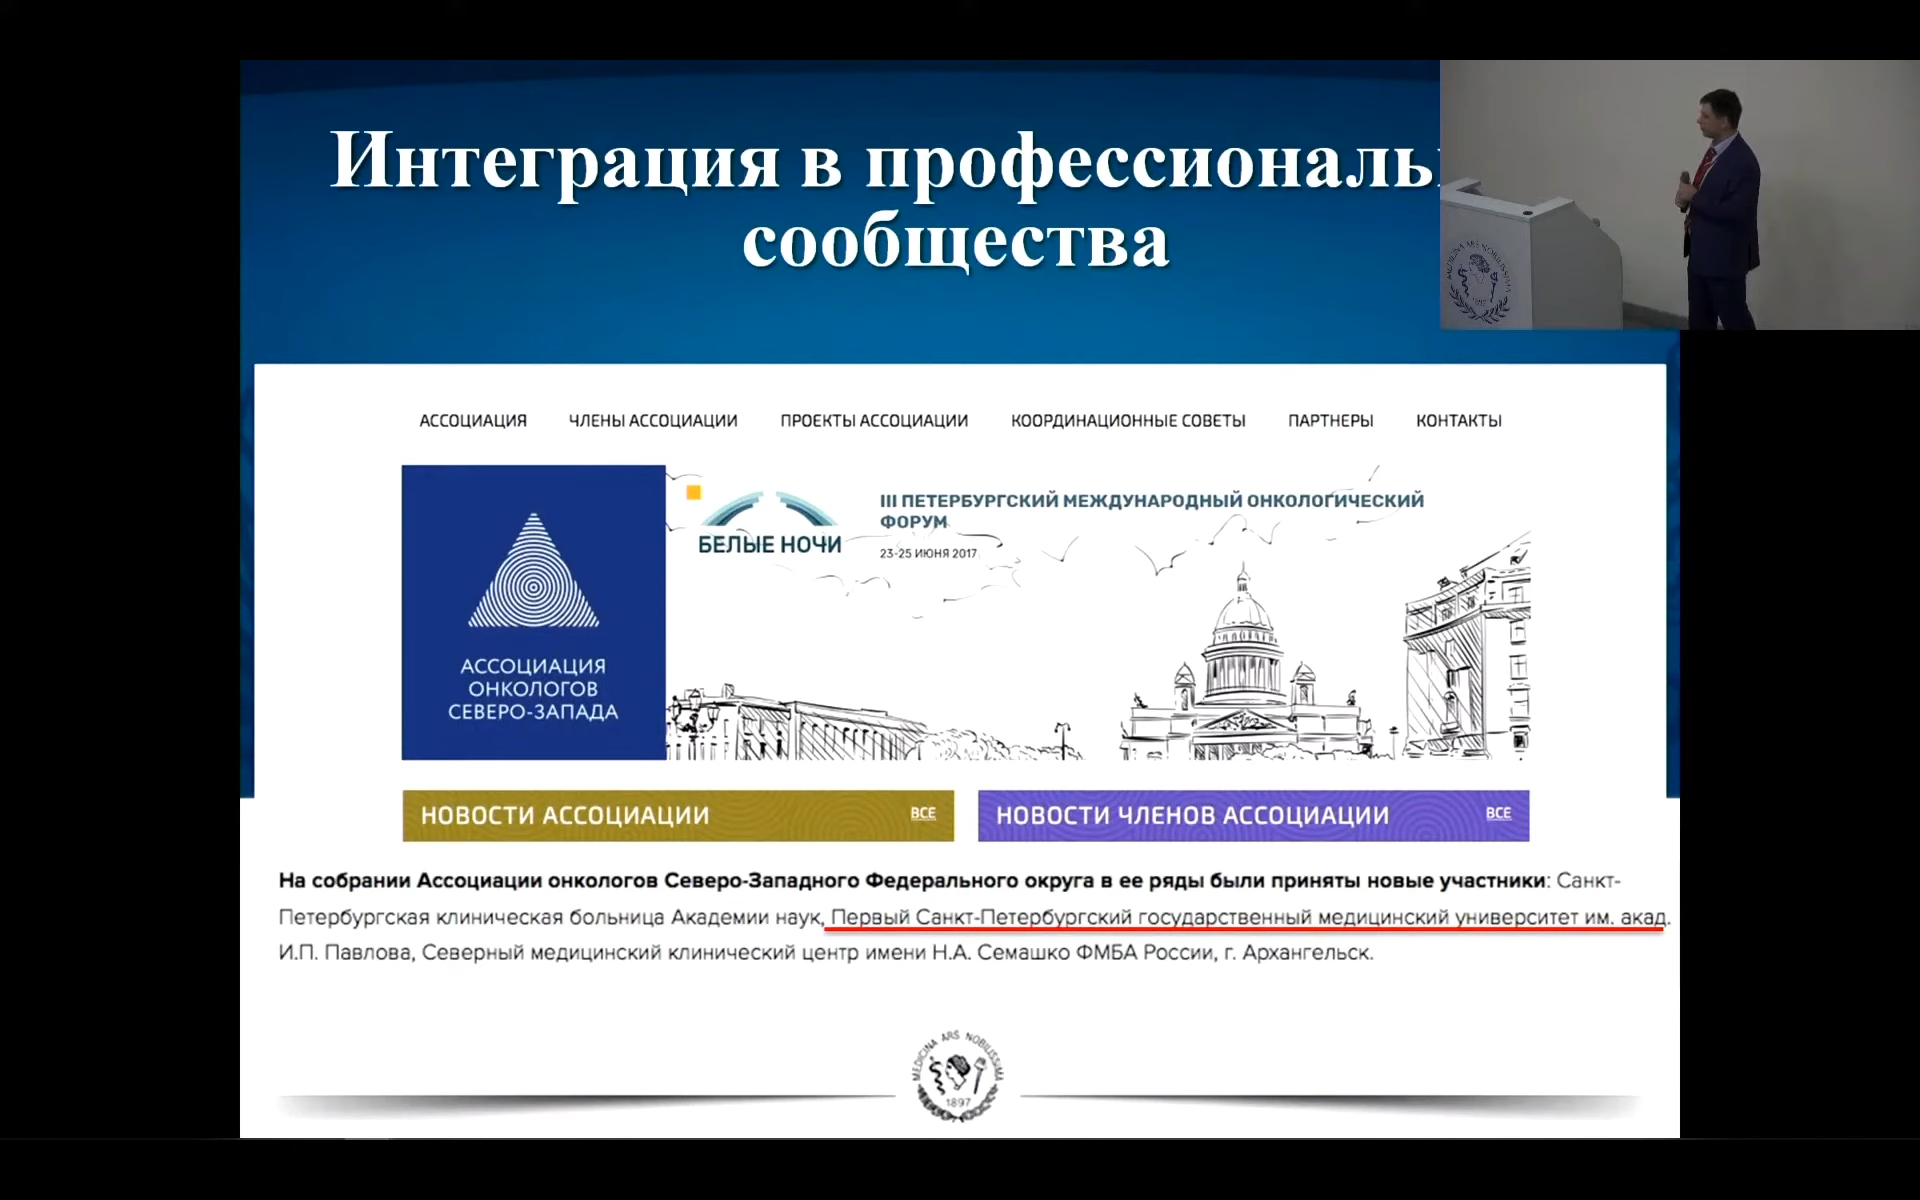 Интеграция в профессиональ
сообщества
АССОЦИАЦИЯ ЧЛЕНЫ АССОЦИАЦИИ ПРОЕКТЫ АССОЦИАЦИИ КООРДИНАЦИОННЫЕ СОВЕТЫ ПАРТНЕРЫ КОНТАКТЫ
БЕЛЫЕ НОЧИ
III ПЕТЕРБУРГСКИЙ МЕЖДУНАРОДНЫЙ ОНКОЛОГИЧЕСКИЙ
ФОРУМ
23-25 ИЮНЯ 2017
АССОЦИАЦИЯ
ОНКОЛОГОВ
СЕВЕРО-ЗАПАДА
НОВОСТИ АССОЦИАЦИИ ВСЕ
НОВОСТИ ЧЛЕНОВ АССОЦИАЦИИ ВСЕ
На собрании Ассоциации онкологов Северо-Западного Федерального округа в ее ряды были приняты новые участники: Санкт-
Петербургская клиническая больница Академии наук, Первый Санкт-Петербургский государственный медицинский университет им. акад.
И.П. Павлова, Северный медицинский клинический центр имени Н.А. Семашко ФМБА России, г. Архангельск.
MEDICINA ARS NOBILISSIMA
1897
MEDICINA ARS NOBILISSIMA
1897